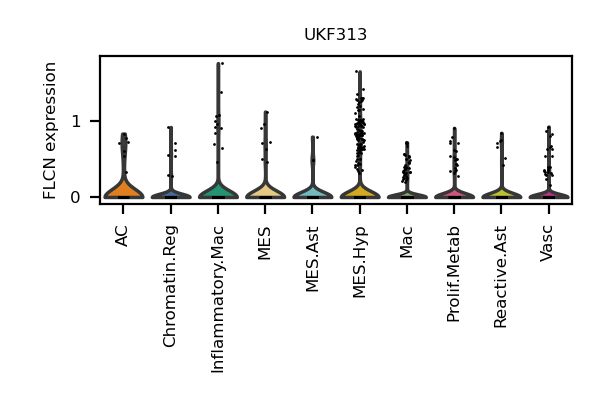 UKF313
FLCN expression
1
0
AC
Chromatin.Reg
Inflammatory.Mac
MES
MES.Ast
MES.Hyp
Mac
Prolif.Metab
Reactive.Ast
Vasc